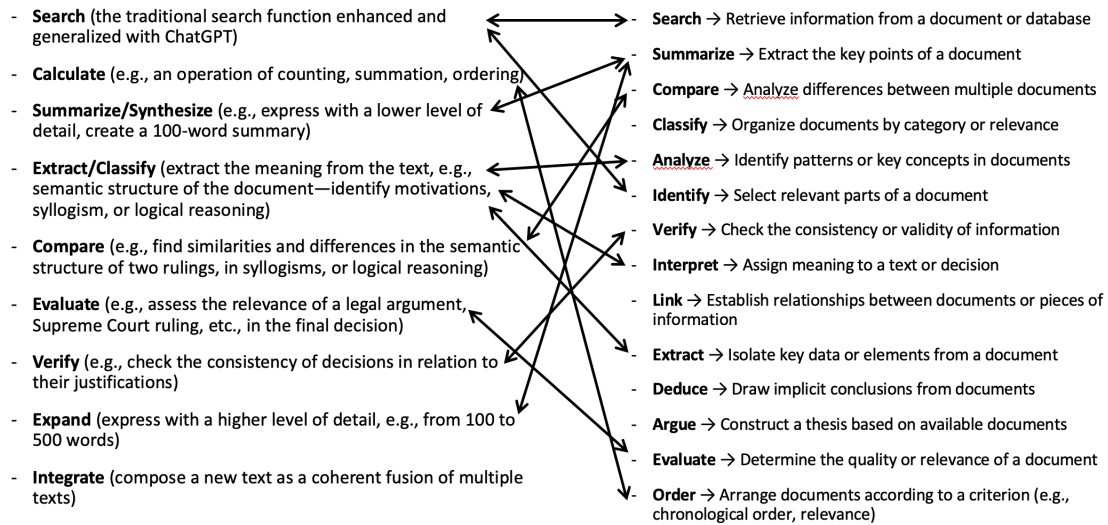 - Search (the traditional search function enhanced and
generalized with ChatGPT)
- Calculate (e.g., an operation of counting, summation, ordering)
- Summarize/Synthesize (e.g., express with a lower level of
detail, create a 100-word summary)
- Extract/Classify (extract the meaning from the text, e.g.,
semantic structure of the document—identify motivations,
syllogism, or logical reasoning)
- Compare (e.g., find similarities and differences in the semantic
structure of two rulings, in syllogisms, or logical reasoning)
- Evaluate (e.g., assess the relevance of a legal argument,
Supreme Court ruling, etc., in the final decision)
- Verify (e.g., check the consistency of decisions in relation to
their justifications)
- Expand (express with a higher level of detail, e.g., from 100 to
500 words)
- Integrate (compose a new text as a coherent fusion of multiple
texts)
- Search → Retrieve information from a document or database
- Summarize → Extract the key points of a document
- Compare → Analyze differences between multiple documents
- Classify → Organize documents by category or relevance
- Analyze → Identify patterns or key concepts in documents
- Identify → Select relevant parts of a document
- Verify → Check the consistency or validity of information
- Interpret → Assign meaning to a text or decision
- Link → Establish relationships between documents or pieces of
information
- Extract → Isolate key data or elements from a document
- Deduce → Draw implicit conclusions from documents
- Argue → Construct a thesis based on available documents
- Evaluate → Determine the quality or relevance of a document
- Order → Arrange documents according to a criterion (e.g.,
chronological order, relevance)